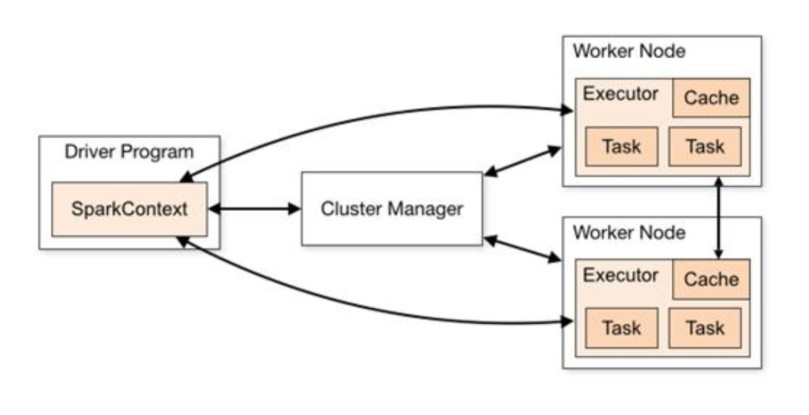 Driver Program
SparkContext
Cluster Manager
Worker Node
Executor
Cache
Task
Task
Worker Node
Executor
Cache
Task
Task